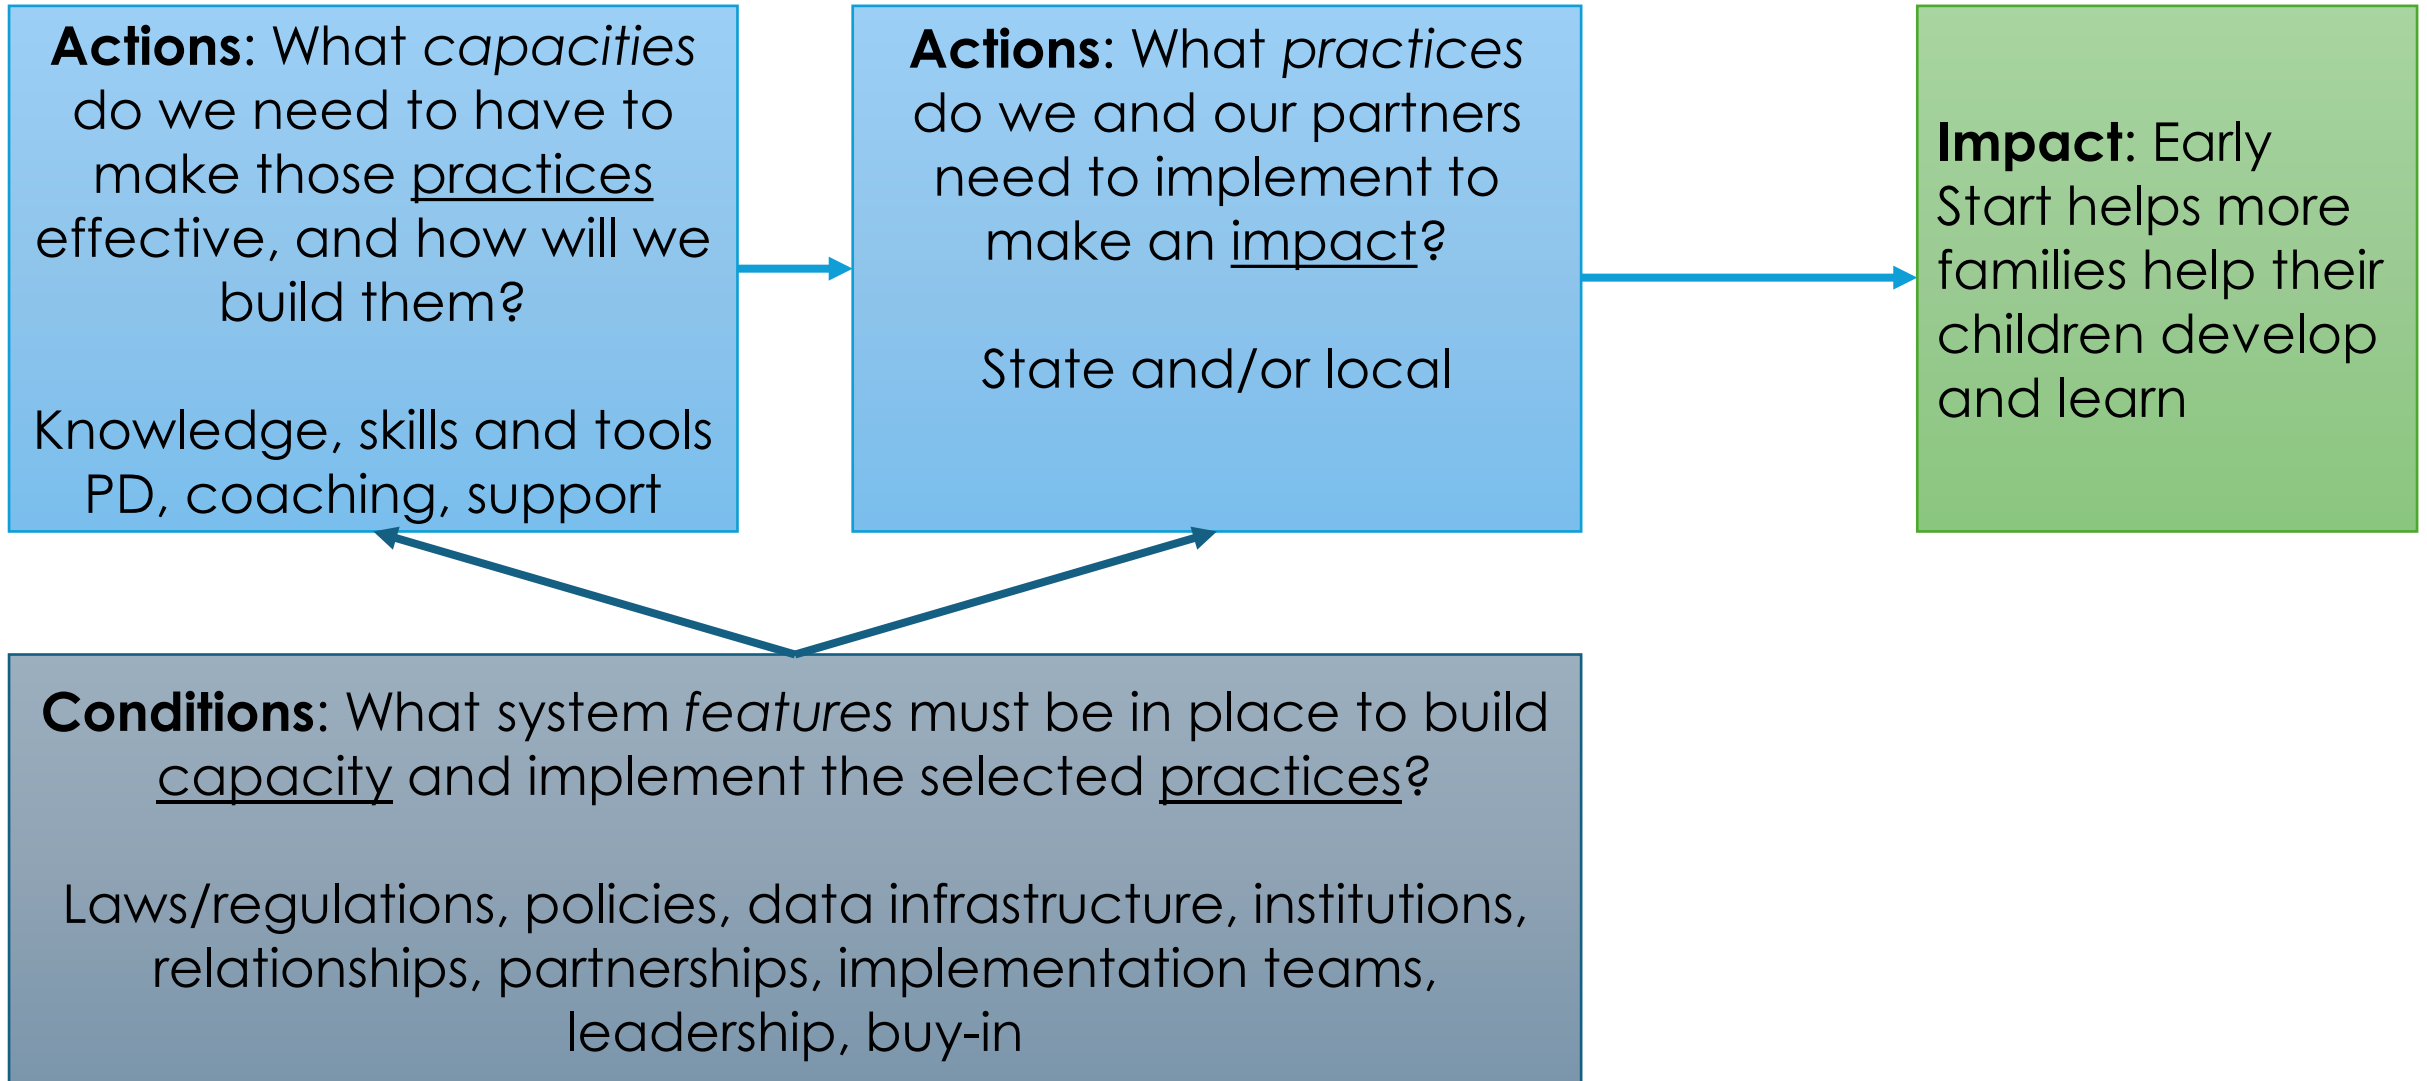 Actions: What capacities
do we need to have to
make those practices
effective, and how will we
build them?
Knowledge, skills and tools
PD, coaching, support
Actions: What practices
do we and our partners
need to implement to
make an impact?
State and/or local
Impact: Early
Start helps more
families help their
children develop
and learn
Conditions: What system features must be in place to build
capacity and implement the selected practices?
Laws/regulations, policies, data infrastructure, institutions,
relationships, partnerships, implementation teams,
leadership, buy-in